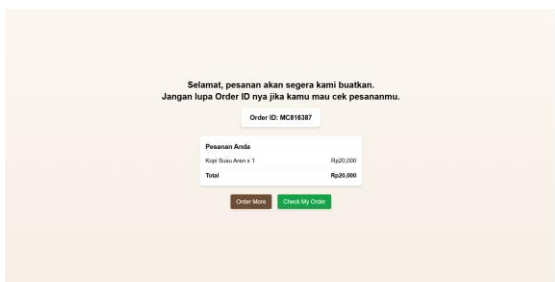 Selamat, pesanan akan segera kami buatkan.
Jangan lupa Order ID nya jika kamu mau cek pesananmu.
Order ID: MC816387
Pesanan Anda
Kopi Susu Aren x 1 Rp20,000
Total Rp20,000
Order More Check My Order